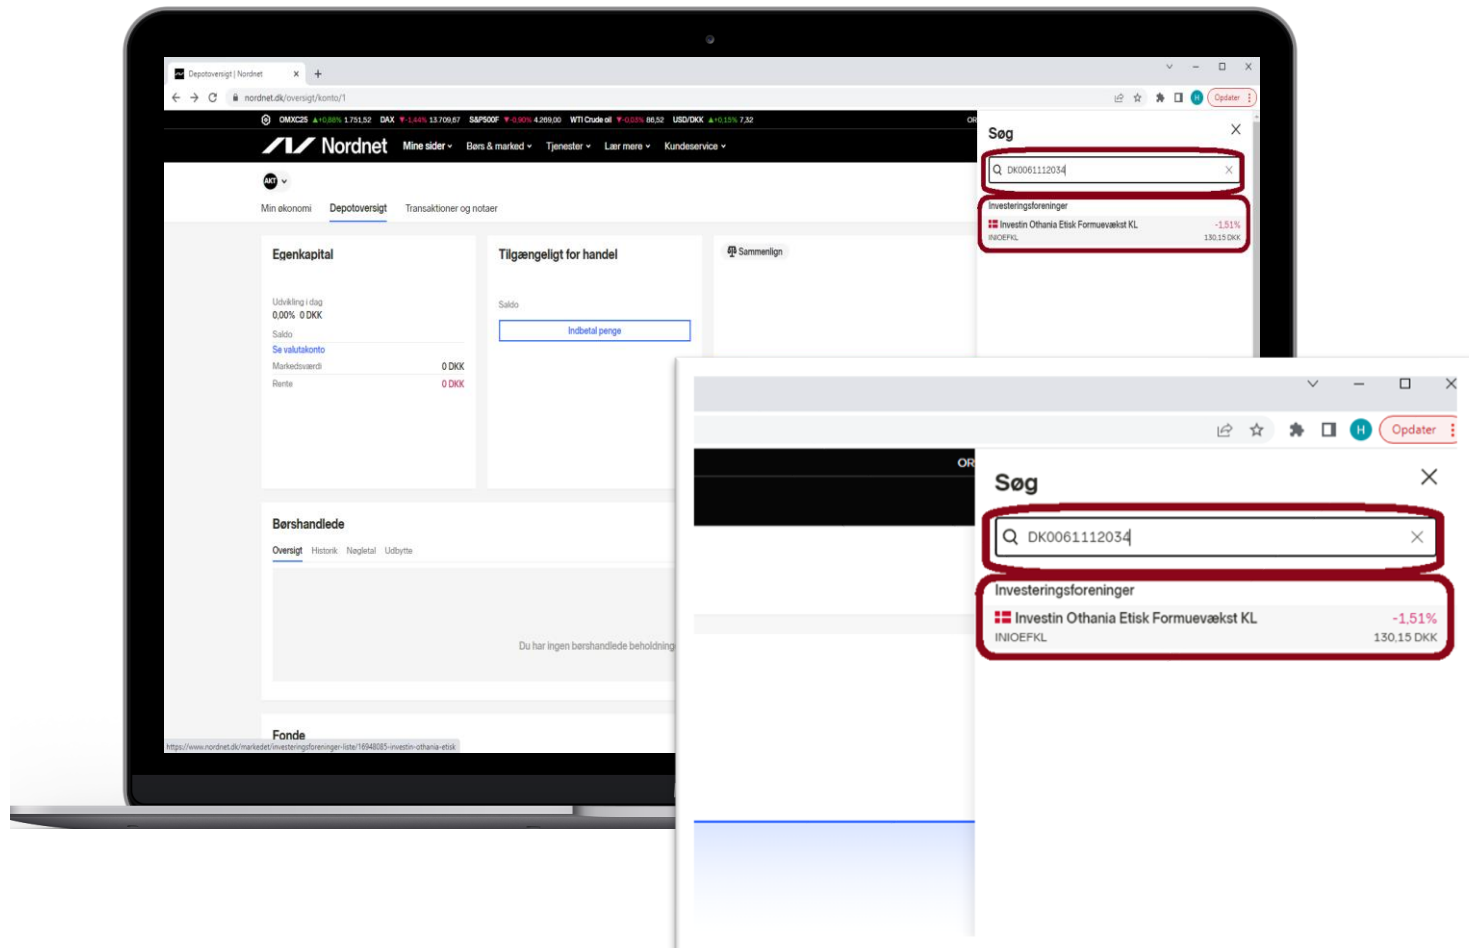 Depotoversigt | Nordnet
nordnet.dk/oversigt/konto/1
Opdater
OMXC25 ▲+0,88% 1.751,52 DAX ▼-1,44% 13.709,67 S&P500F ▼-0,90% 4.269,00 WTI Crude oil ▼-0,03% 86,52 USD/DKK ▲+0,15% 7,32
OR
Nordnet Mine sider Børs & marked Tjenester Lær mere Kundeservice
AKT
Min økonomi Depotoversigt Transaktioner og notaer
Søg
DK0061112034
Investeringsforeninger
Investin Othania Etisk Formuevækst KL -1,51%
INIOEFKL 130,15 DKK
Egenkapital
Udvikling i dag
0,00% 0 DKK
Saldo
Se valutakonto
Markedsværdi 0 DKK
Rente 0 DKK
Tilgængeligt for handel
Saldo
Indbetal penge
Sammenlign
Børshandlede
Oversigt Historik Nøgletal Udbytte
Du har ingen børshandlede beholdning
Fonde
https://www.nordnet.dk/markedet/investeringsforeninger-liste/16948085-investin-othania-etisk
H
Opdater
OR
Søg
DK0061112034
Investeringsforeninger
Investin Othania Etisk Formuevækst KL -1,51%
INIOEFKL 130,15 DKK